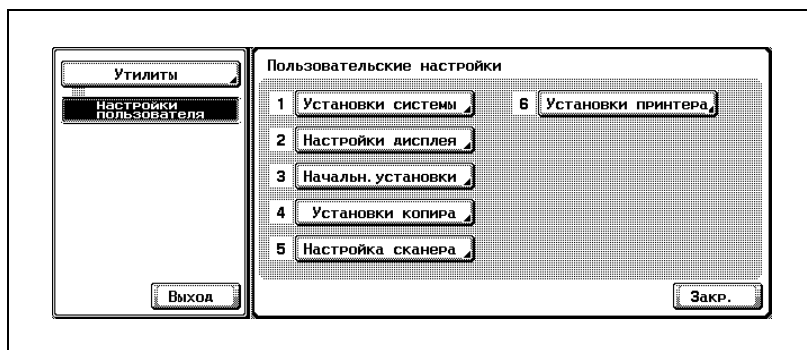 Утилиты
Настройки
пользователя
Выход
Пользовательские настройки
1 Установки системы
2 Настройки дисплея
3 Начальн.установки
4 Установки копира
5 Настройка сканера
6 Установки принтера
Закр.